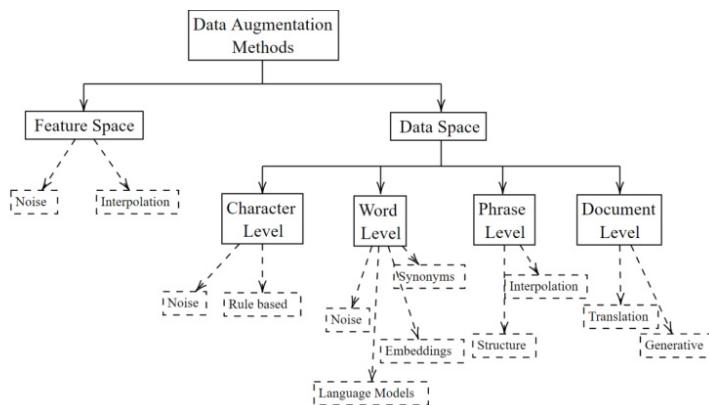 Data Augmentation
Methods
Feature Space
Data Space
Noise
Interpolation
Character
Level
Word
Level
Phrase
Level
Document
Level
Synonyms
Interpolation
Noise
Rule based
Noise
Translation
Embeddings
Structure
Generative
Language Models